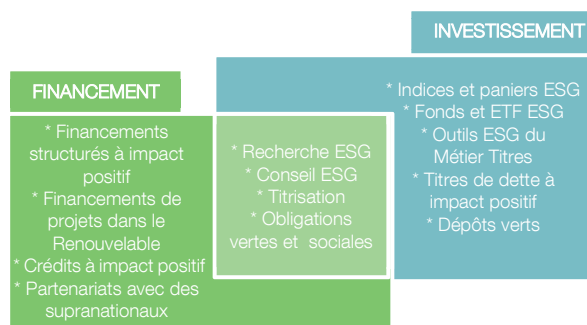 INVESTISSEMENT
FINANCEMENT
* Financements
structurés à impact
positif
* Financements de
projets dans le
Renouvelable
* Crédits à impact positif
* Partenariats avec des
supranationaux
* Recherche ESG
* Conseil ESG
* Titrisation
* Obligations
vertes et sociales
* Indices et paniers ESG
* Fonds et ETF ESG
* Outils ESG du
Métier Titres
* Titres de dette à
impact positif
* Dépôts verts